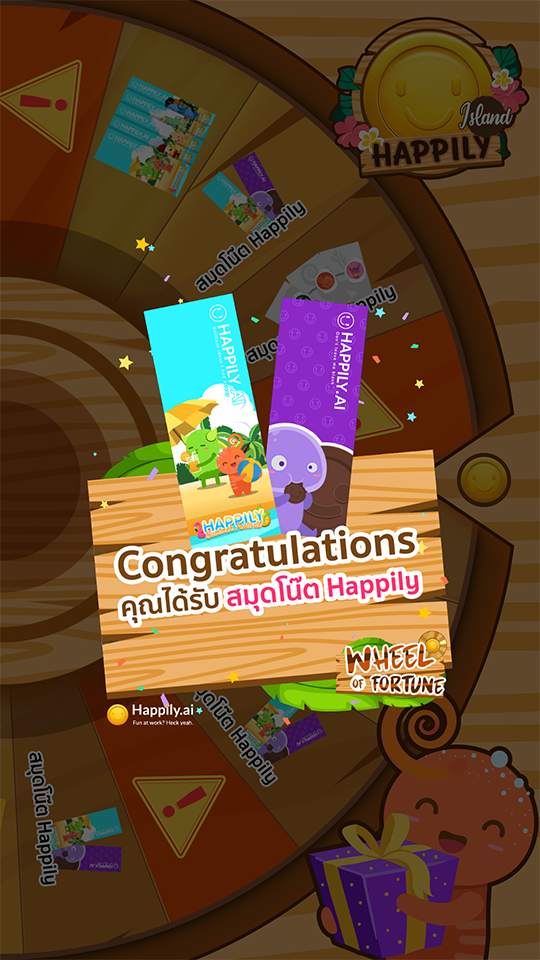 Island
HAPPILY
HAPPILY.AI
สมุดโน๊ต Happily
HAPPILY.AI
HAPPILY.AI
HAPPILY
Congratulations
คุณได้รับ สมุดโน๊ต Happily
WHEEL
OF FORTUNE
Happily.ai
Fun at work? Heck yeah.
สมุดโน๊ต Happily
สมุดโน๊ต Happily